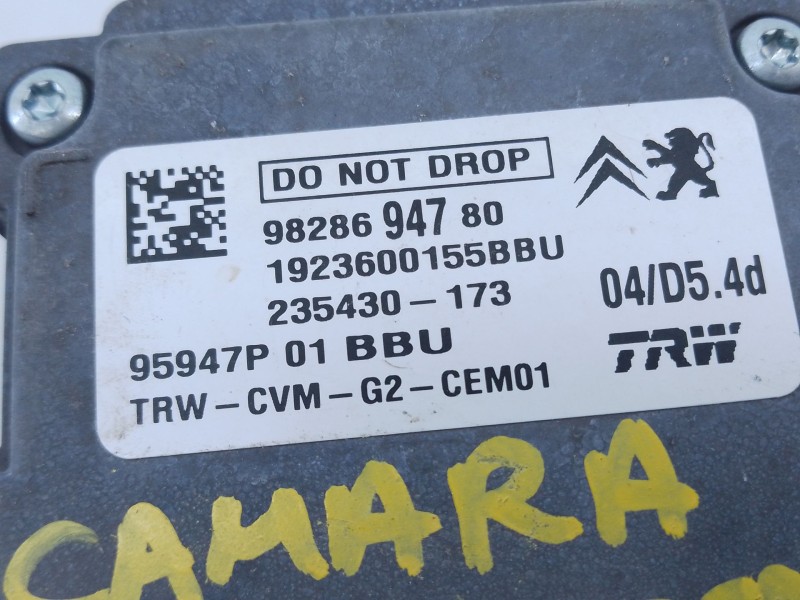 DO NOT DROP
98286 947 80
1923600155BBU
235430-173
04/D5.4d
95947P 01 BBU
TRW
TRW-CVM-G2-CEM01
CAMARA